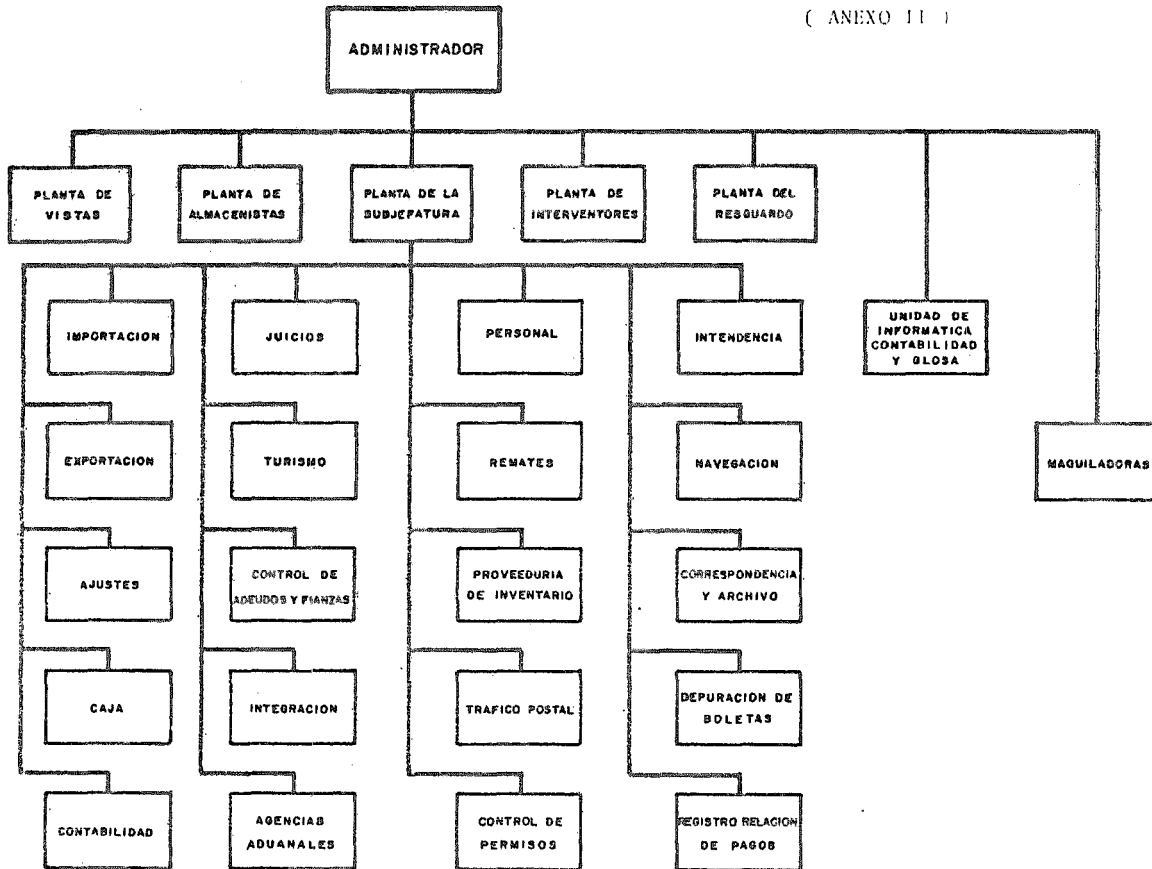 ( ANEXO II )
ADMINISTRADOR
PLANTA DE
VISTAS
PLANTA DE
ALMACENISTAS
PLANTA DE LA
SUBJEFATURA
PLANTA DE
INTERVENTORES
PLANTA DEL
RESGUARDO
IMPORTACION
JUICIOS
PERSONAL
INTENDENCIA
UNIDAD DE
INFORMATICA
CONTABILIDAD
Y GLOSA
EXPORTACION
TURISMO
REMATES
NAVEGACION
MAQUILADORAS
AJUSTES
CONTROL DE
ADEUDOS Y FIANZAS
PROVEEDURIA
DE INVENTARIO
CORRESPONDENCIA
Y ARCHIVO
CAJA
INTEGRACION
TRAFICO POSTAL
DEPURACION DE
BOLETAS
CONTABILIDAD
AGENCIAS
ADUANALES
CONTROL DE
PERMISOS
REGISTRO RELACION
DE PAGOS